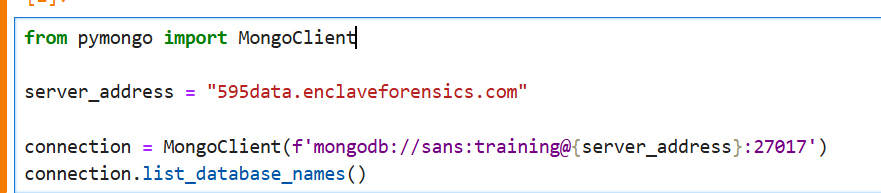 from pymongo import MongoClient
server_address = "595data.enclaveforensics.com"
connection = MongoClient(f'mongodb://sans:training@{server_address}:27017')
connection.list_database_names()